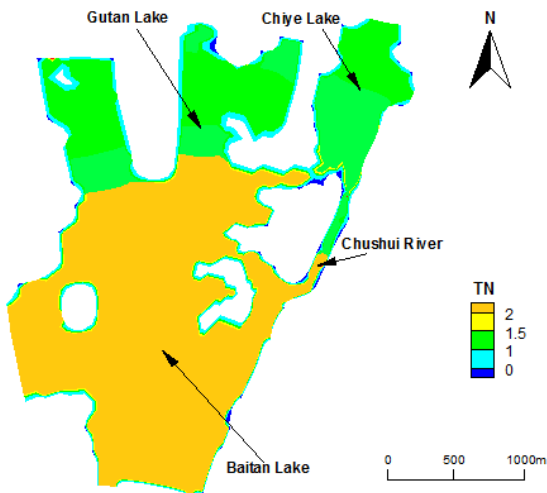 Gutan Lake
Chiye Lake
N
Chushui River
TN
2
1.5
1
0
Baitan Lake
0 500 1000m